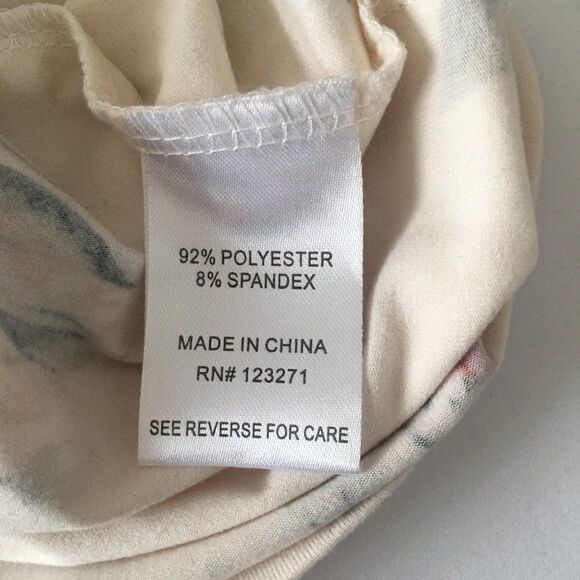 92% POLYESTER
8% SPANDEX
MADE IN CHINA
RN# 123271
SEE REVERSE FOR CARE